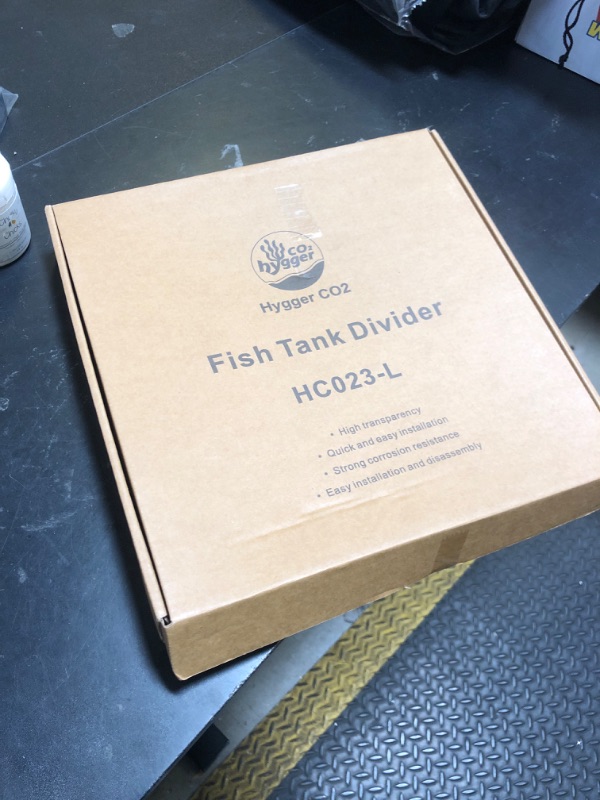 CO2
hygger
Hygger CO2
Fish Tank Divider
HC023-L
• High transparency
• Quick and easy installation
• Strong corrosion resistance
• Easy installation and disassembly